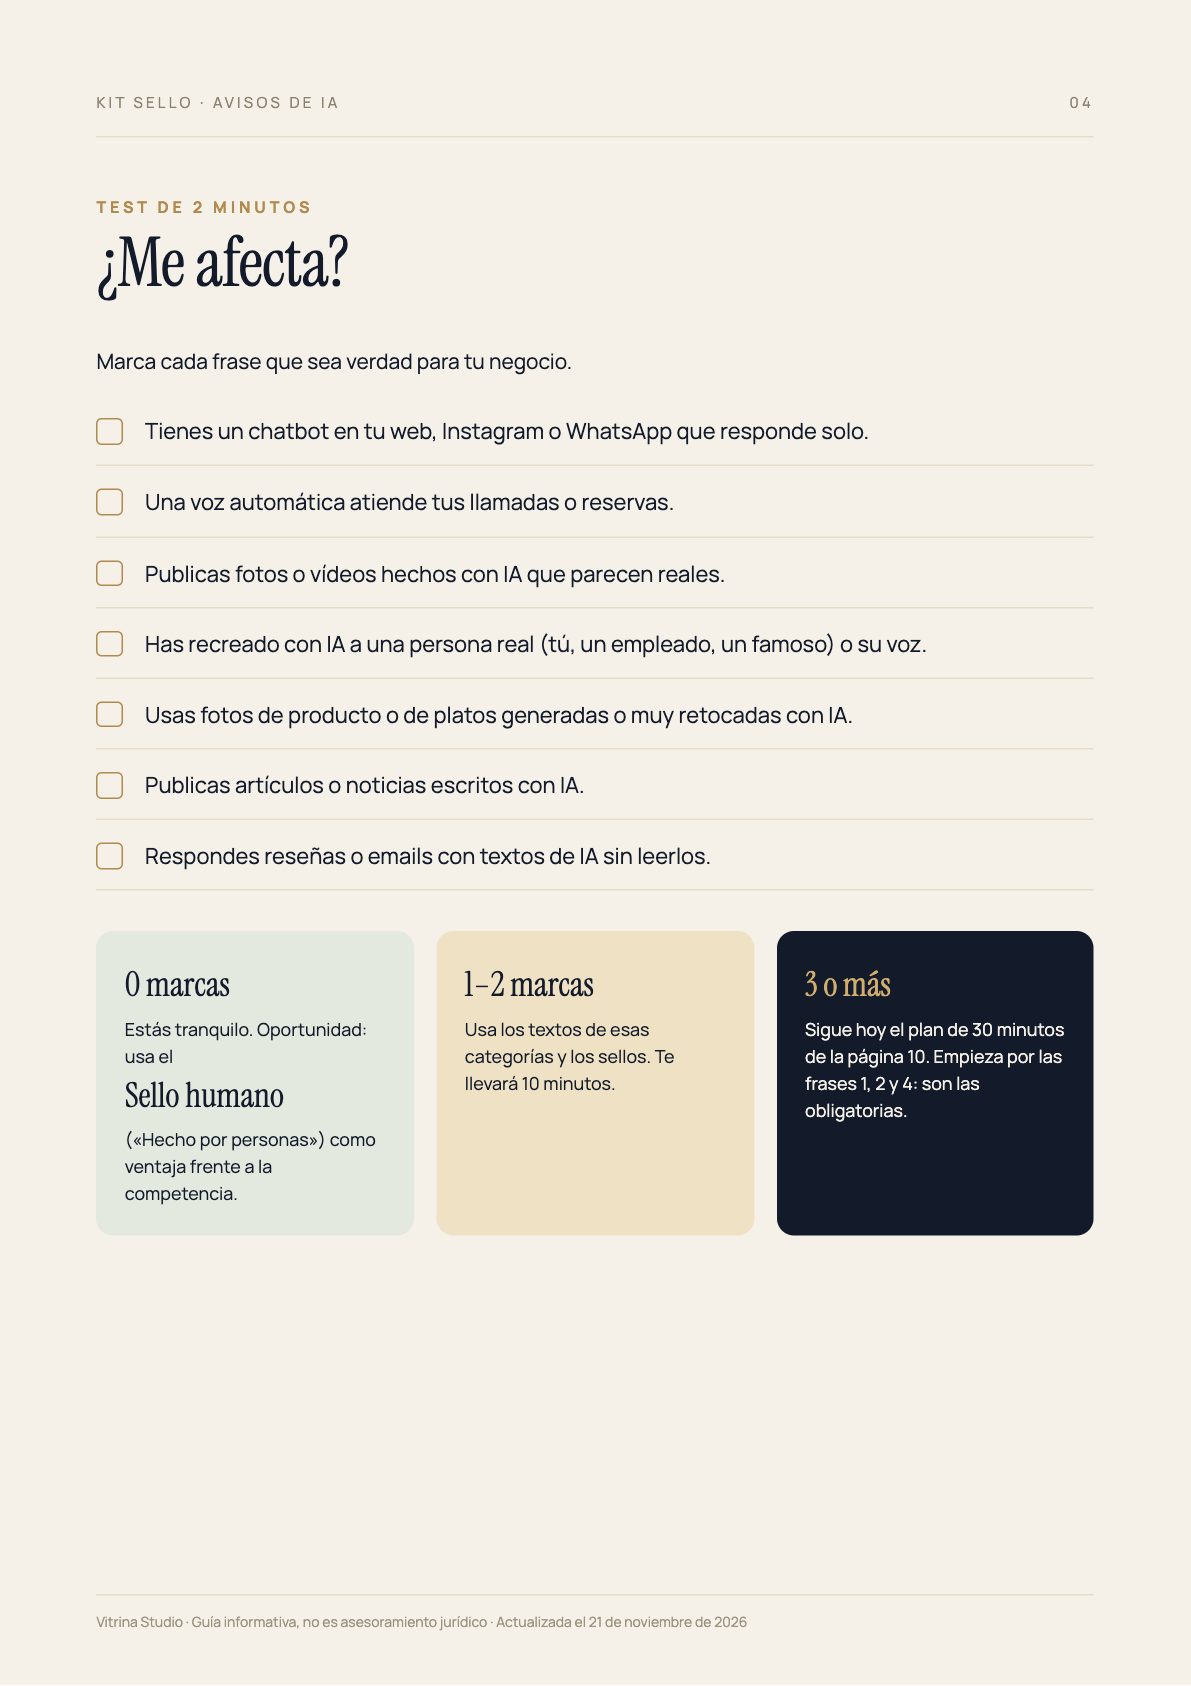 KIT SELLO · AVISOS DE IA
04
TEST DE 2 MINUTOS
¿Me afecta?
Marca cada frase que sea verdad para tu negocio.
Tienes un chatbot en tu web, Instagram o WhatsApp que responde solo.
Una voz automática atiende tus llamadas o reservas.
Publicas fotos o vídeos hechos con IA que parecen reales.
Has recreado con IA a una persona real (tú, un empleado, un famoso) o su voz.
Usas fotos de producto o de platos generadas o muy retocadas con IA.
Publicas artículos o noticias escritos con IA.
Respondes reseñas o emails con textos de IA sin leerlos.
0 marcas
Estás tranquilo. Oportunidad:
usa el
Sello humano
(«Hecho por personas») como
ventaja frente a la
competencia.
1–2 marcas
Usa los textos de esas
categorías y los sellos. Te
llevará 10 minutos.
3 o más
Sigue hoy el plan de 30 minutos
de la página 10. Empieza por las
frases 1, 2 y 4: son las
obligatorias.
Vitrina Studio · Guía informativa, no es asesoramiento jurídico · Actualizada el 21 de noviembre de 2026